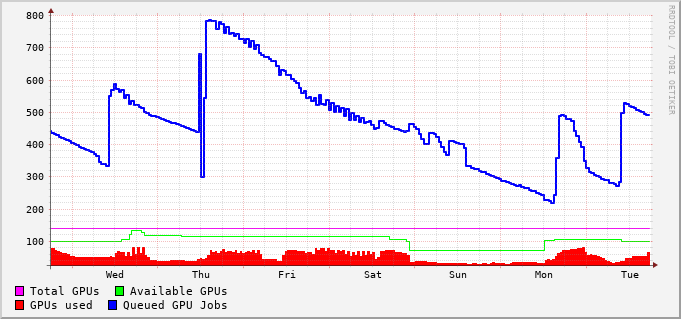 800
700
600
500
400
300
200
100
Wed Thu Fri Sat Sun Mon Tue
Total GPUs Available GPUs
GPUs used Queued GPU Jobs
RRDTOOL / TOBI OETIKER